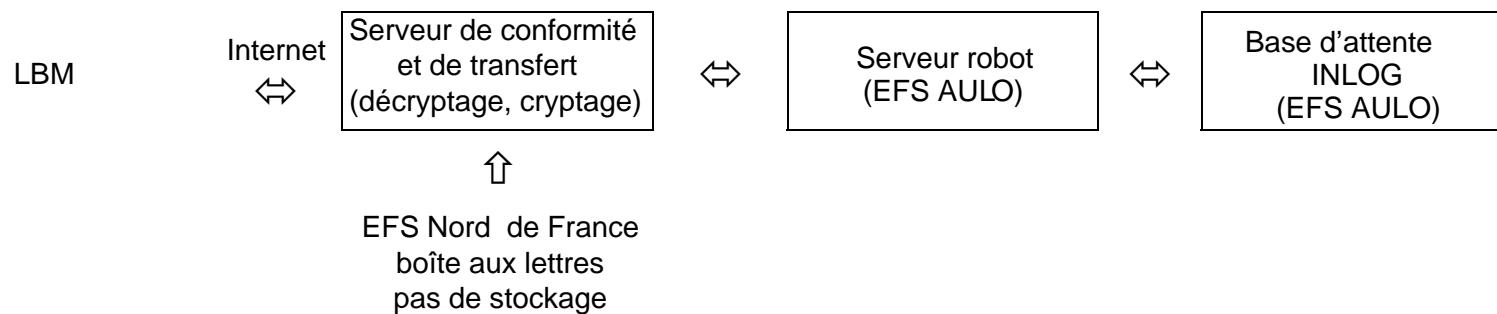 LBM
Internet
Serveur de conformité
et de transfert
(décryptage, cryptage)
Serveur robot
(EFS AULO)
Base d’attente
INLOG
(EFS AULO)
EFS Nord de France
boîte aux lettres
pas de stockage